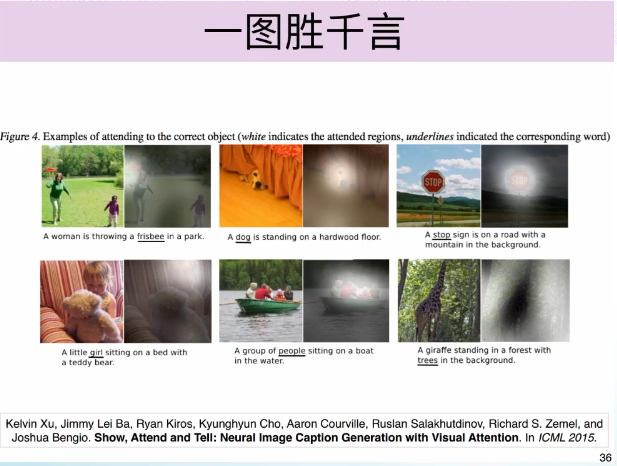 一图胜千言
Figure 4. Examples of attending to the correct object (white indicates the attended regions, underlines indicated the corresponding word)
STOP
A woman is throwing a frisbee in a park.
A dog is standing on a hardwood floor.
A stop sign is on a road with a
mountain in the background.
A little girl sitting on a bed with
a teddy bear.
A group of people sitting on a boat
in the water.
A giraffe standing in a forest with
trees in the background.
Kelvin Xu, Jimmy Lei Ba, Ryan Kiros, Kyunghyun Cho, Aaron Courville, Ruslan Salakhutdinov, Richard S. Zemel, and
Joshua Bengio. Show, Attend and Tell: Neural Image Caption Generation with Visual Attention. In ICML 2015.
36